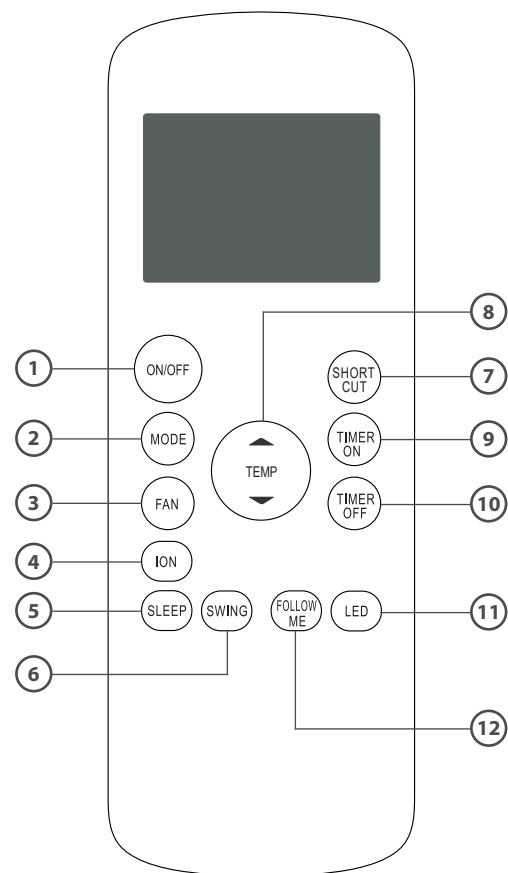 8
1
ON/OFF
SHORT
CUT
7
2
MODE
TEMP
TIMER
ON
9
3
FAN
TIMER
OFF
10
4
ION
5
SLEEP
SWING
FOLLOW
ME
LED
11
6
12